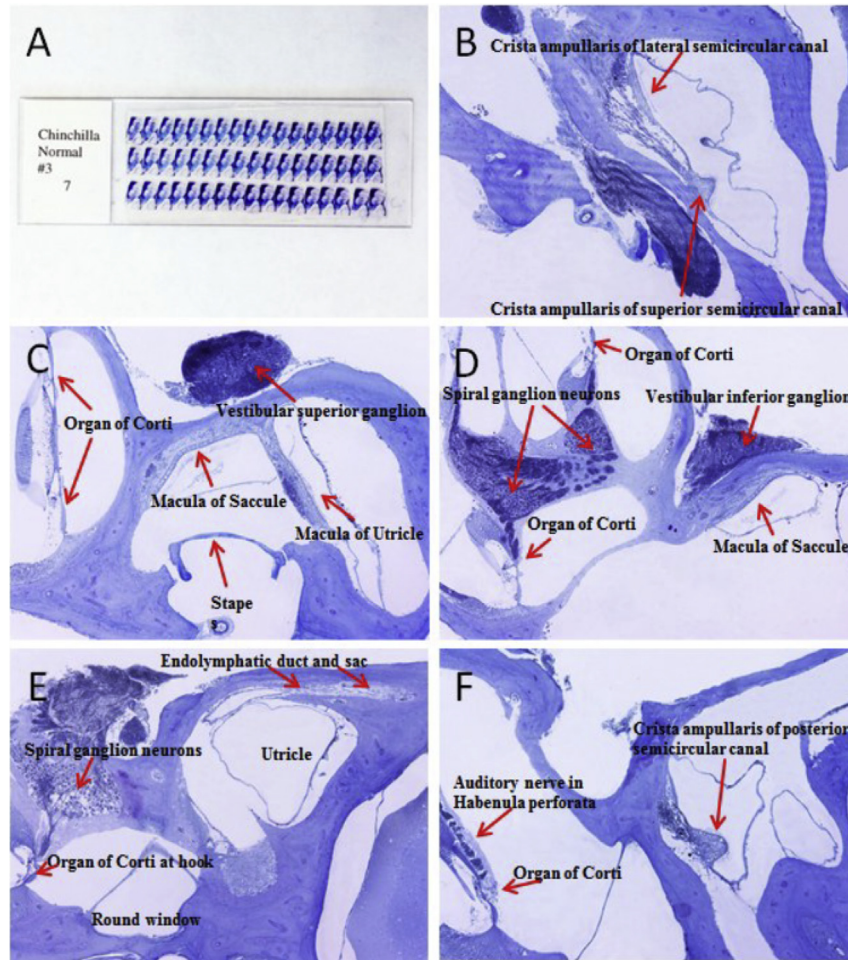 A
Chinchilla
Normal
#3
7
B
Crista ampullaris of lateral semicircular canal
Crista ampullaris of superior semicircular canal
C
Organ of Corti
Vestibular superior ganglion
Macula of Saccule
Macula of Utricle
Stape
s
D
Organ of Corti
Spiral ganglion neurons
Vestibular inferior ganglion
Organ of Corti
Macula of Saccule
E
Endolymphatic duct and sac
Spiral ganglion neurons
Utricle
Organ of Corti at hook
Round window
F
Crista ampullaris of posterior
semicircular canal
Auditory nerve in
Habenula perforata
Organ of Corti